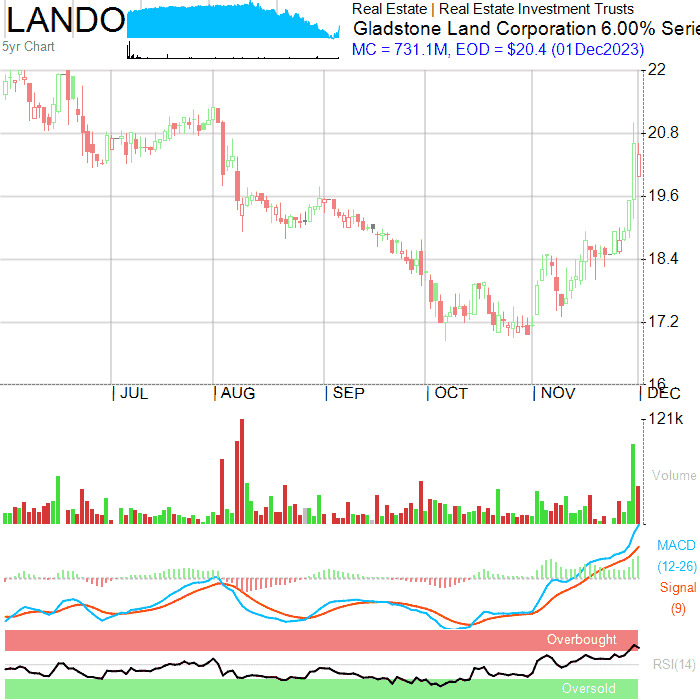 LANDO
5yr Chart
Real Estate | Real Estate Investment Trusts
Gladstone Land Corporation 6.00% Serie
MC = 731.1M, EOD = $20.4 (01Dec2023)
22
20.8
19.6
18.4
17.2
16
| JUL | AUG | SEP | OCT | NOV | DEC
121k
Volume
MACD
(12-26)
Signal
(9)
Overbought
RSI(14)
Oversold